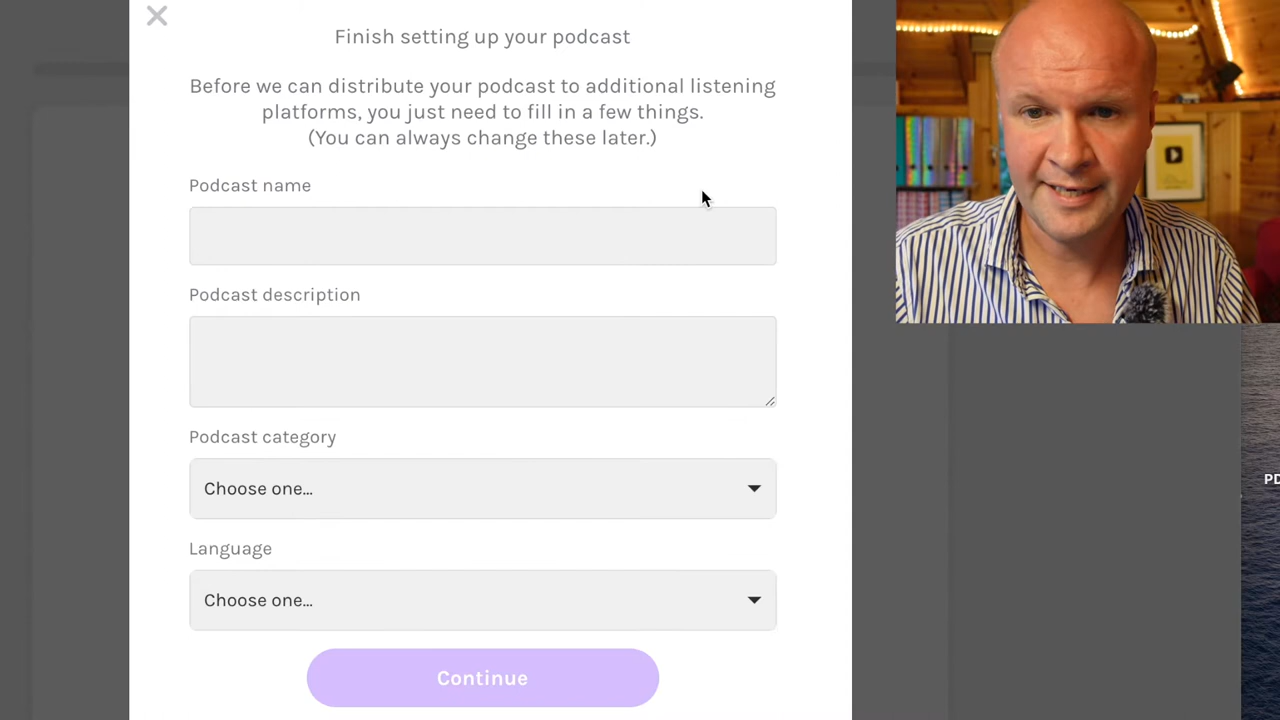 Finish setting up your podcast
Before we can distribute your podcast to additional listening
platforms, you just need to fill in a few things.
(You can always change these later.)
Podcast name
Podcast description
Podcast category
Choose one...
Language
Choose one...
Continue
PD